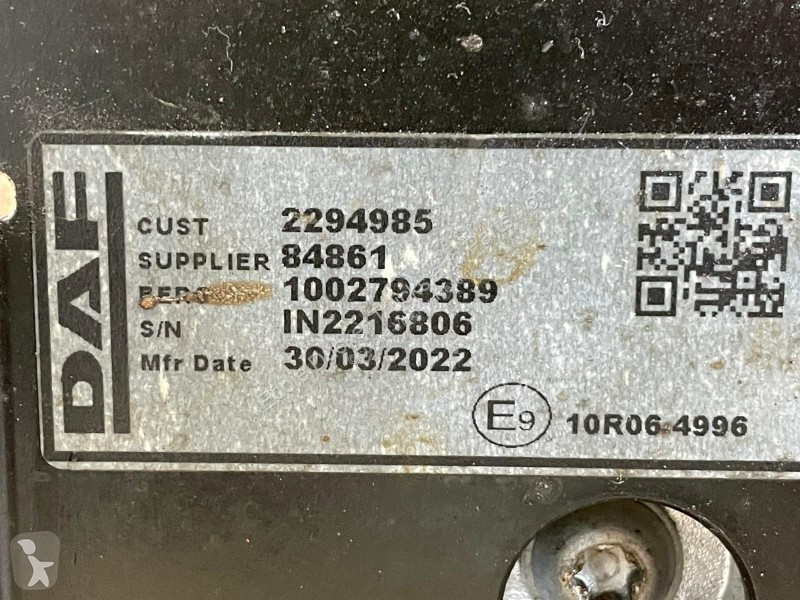 DAF
CUST 2294985
SUPPLIER 84861
1002794389
S/N IN2216806
Mfr Date 30/03/2022
E9 10R06-4996